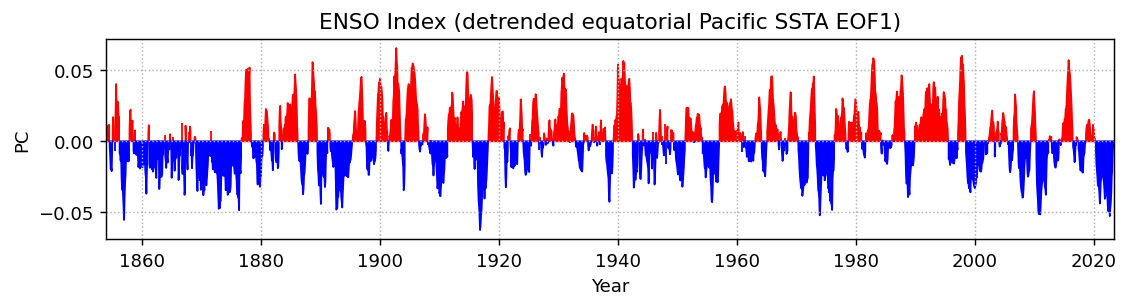 ENSO Index (detrended equatorial Pacific SSTA EOF1)
0.05
0.00
−0.05
PC
1860 1880 1900 1920 1940 1960 1980 2000 2020
Year